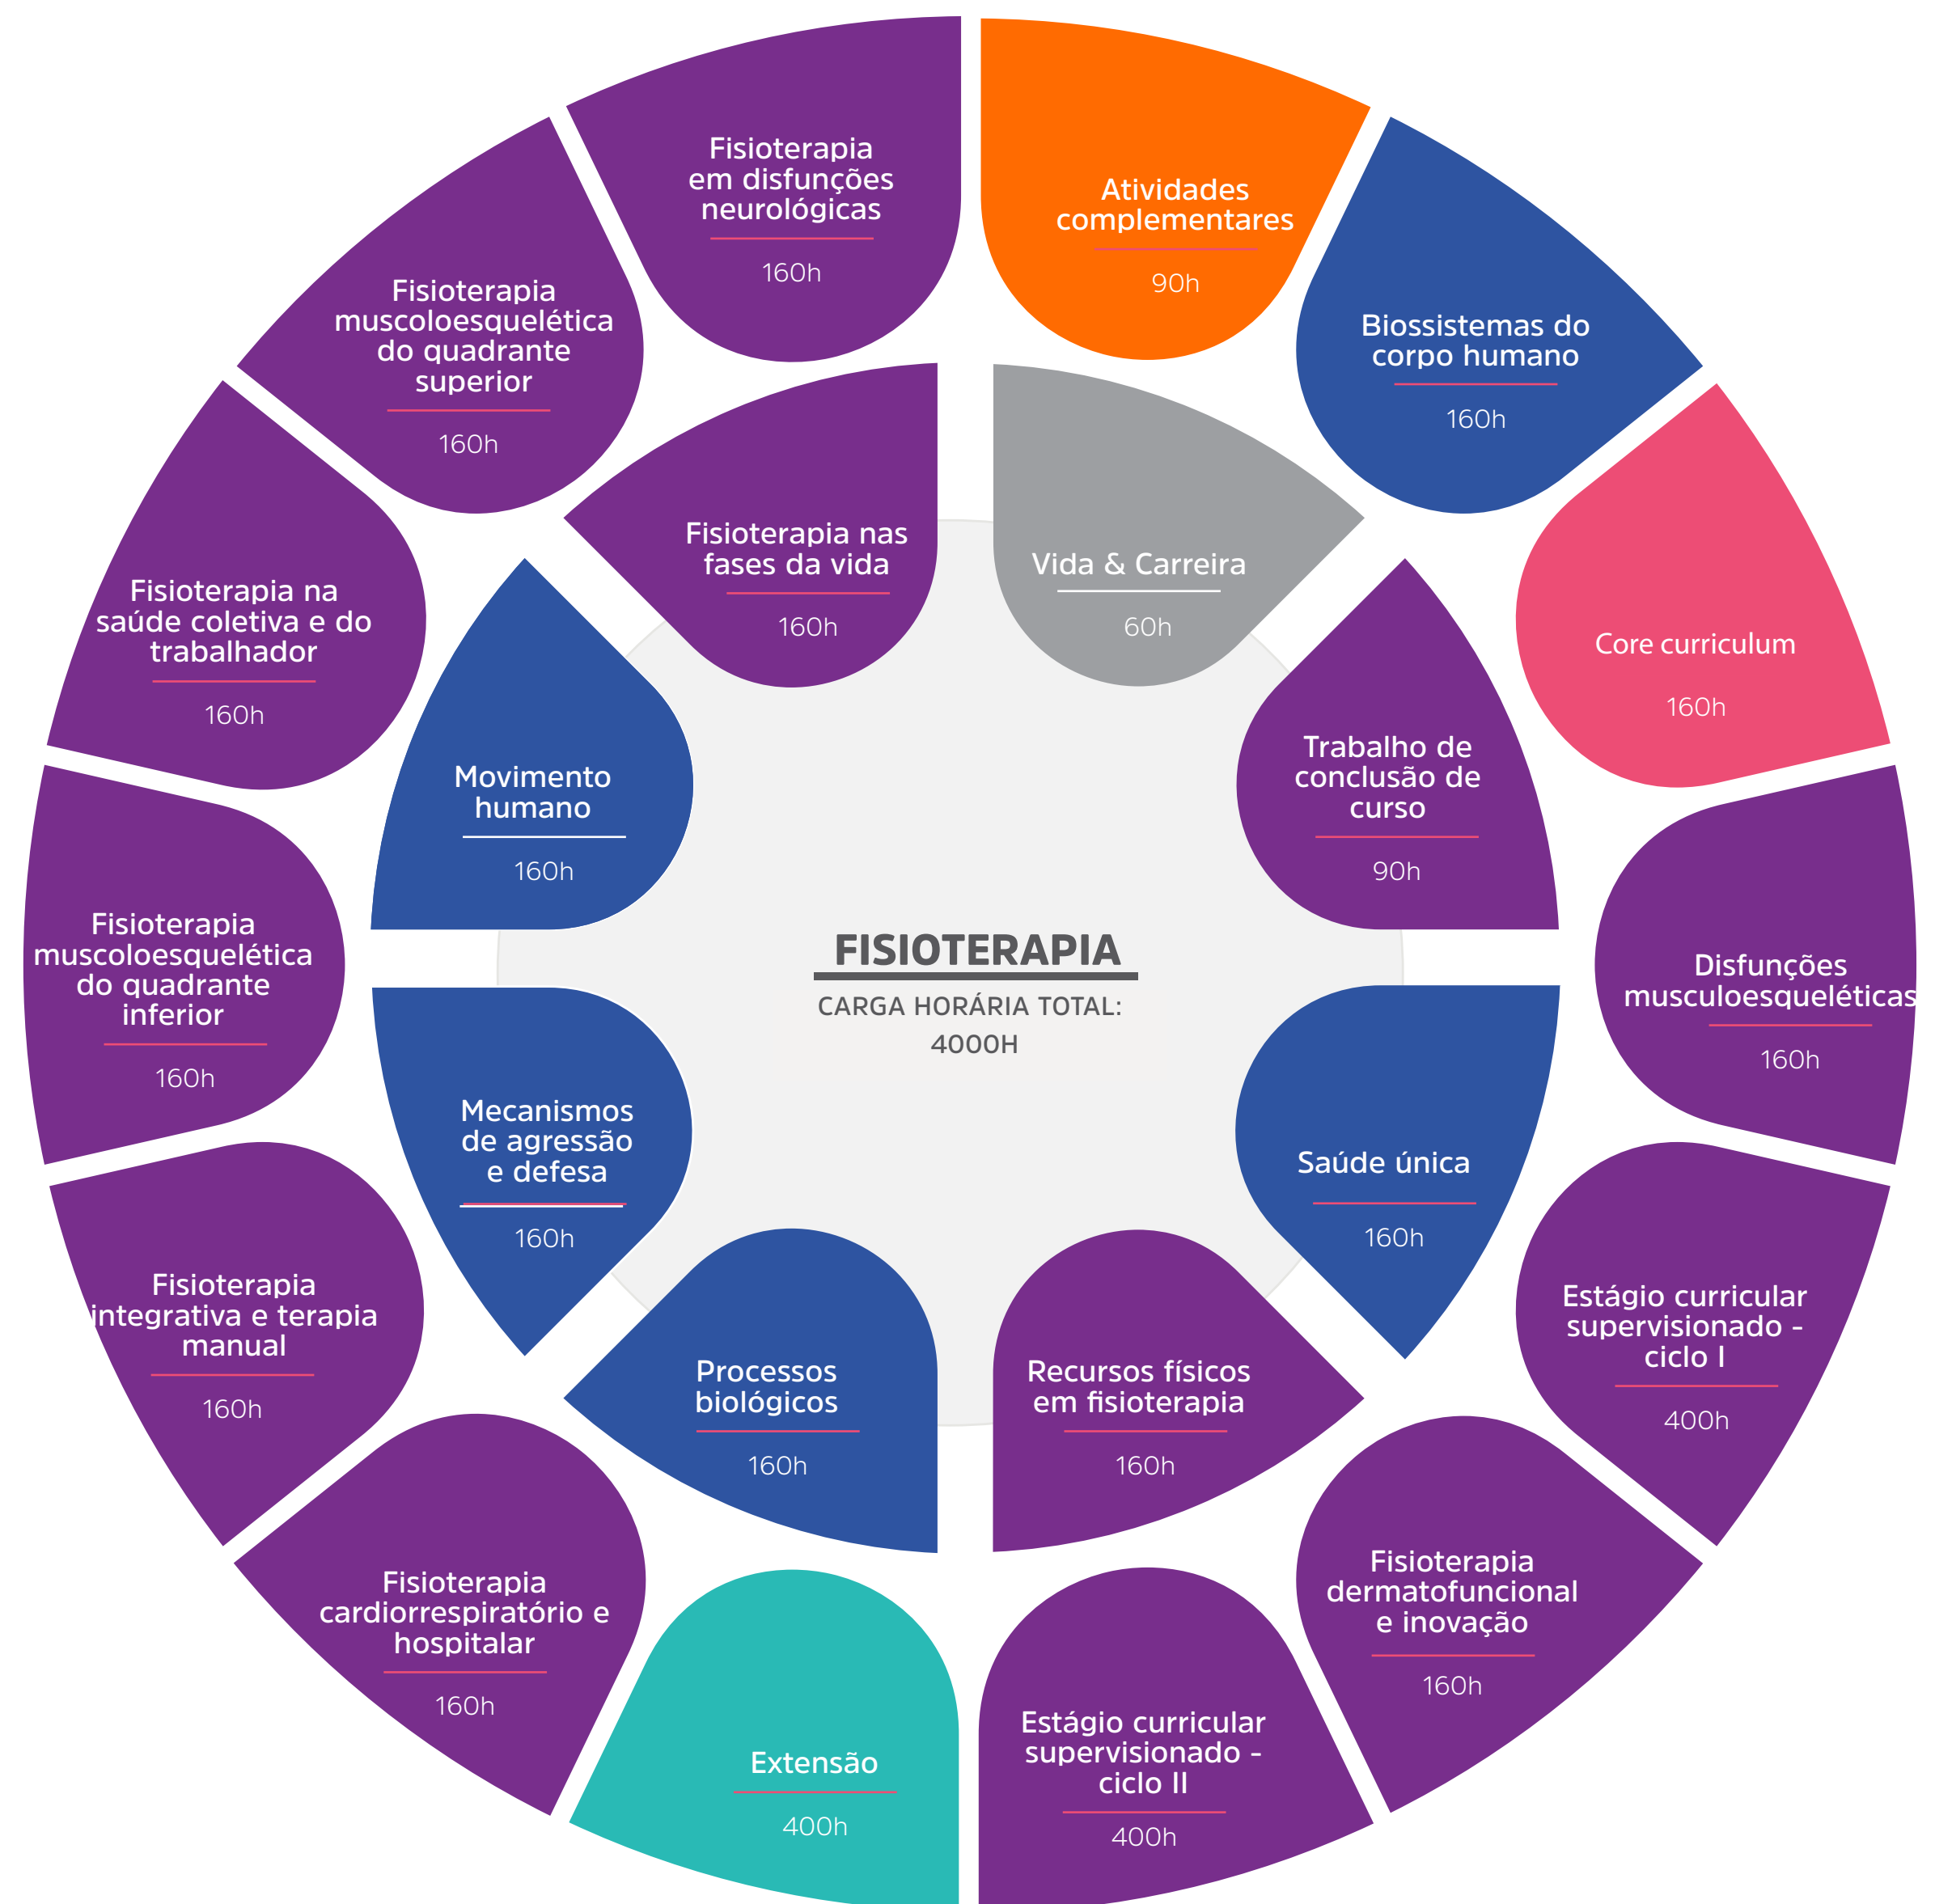 Fisioterapia
em disfunções
neurológicas
160h
Atividades
complementares
90h
Biossistemas do
corpo humano
160h
Core curriculum
160h
Disfunções
musculoesqueléticas
160h
Estágio curricular
supervisionado -
ciclo I
400h
Fisioterapia
dermatofuncional
e inovação
160h
Estágio curricular
supervisionado -
ciclo II
400h
Extensão
400h
Fisioterapia
cardiorrespiratório e
hospitalar
160h
Fisioterapia
integrativa e terapia
manual
160h
Fisioterapia
muscoloesquelética
do quadrante
inferior
160h
Fisioterapia na
saúde coletiva e do
trabalhador
160h
Fisioterapia
muscoloesquelética
do quadrante
superior
160h
Fisioterapia nas
fases da vida
160h
Vida & Carreira
60h
Trabalho de
conclusão de
curso
90h
Saúde única
160h
Recursos físicos
em fisioterapia
160h
Processos
biológicos
160h
Mecanismos
de agressão
e defesa
160h
Movimento
humano
160h
FISIOTERAPIA
CARGA HORÁRIA TOTAL:
4000H